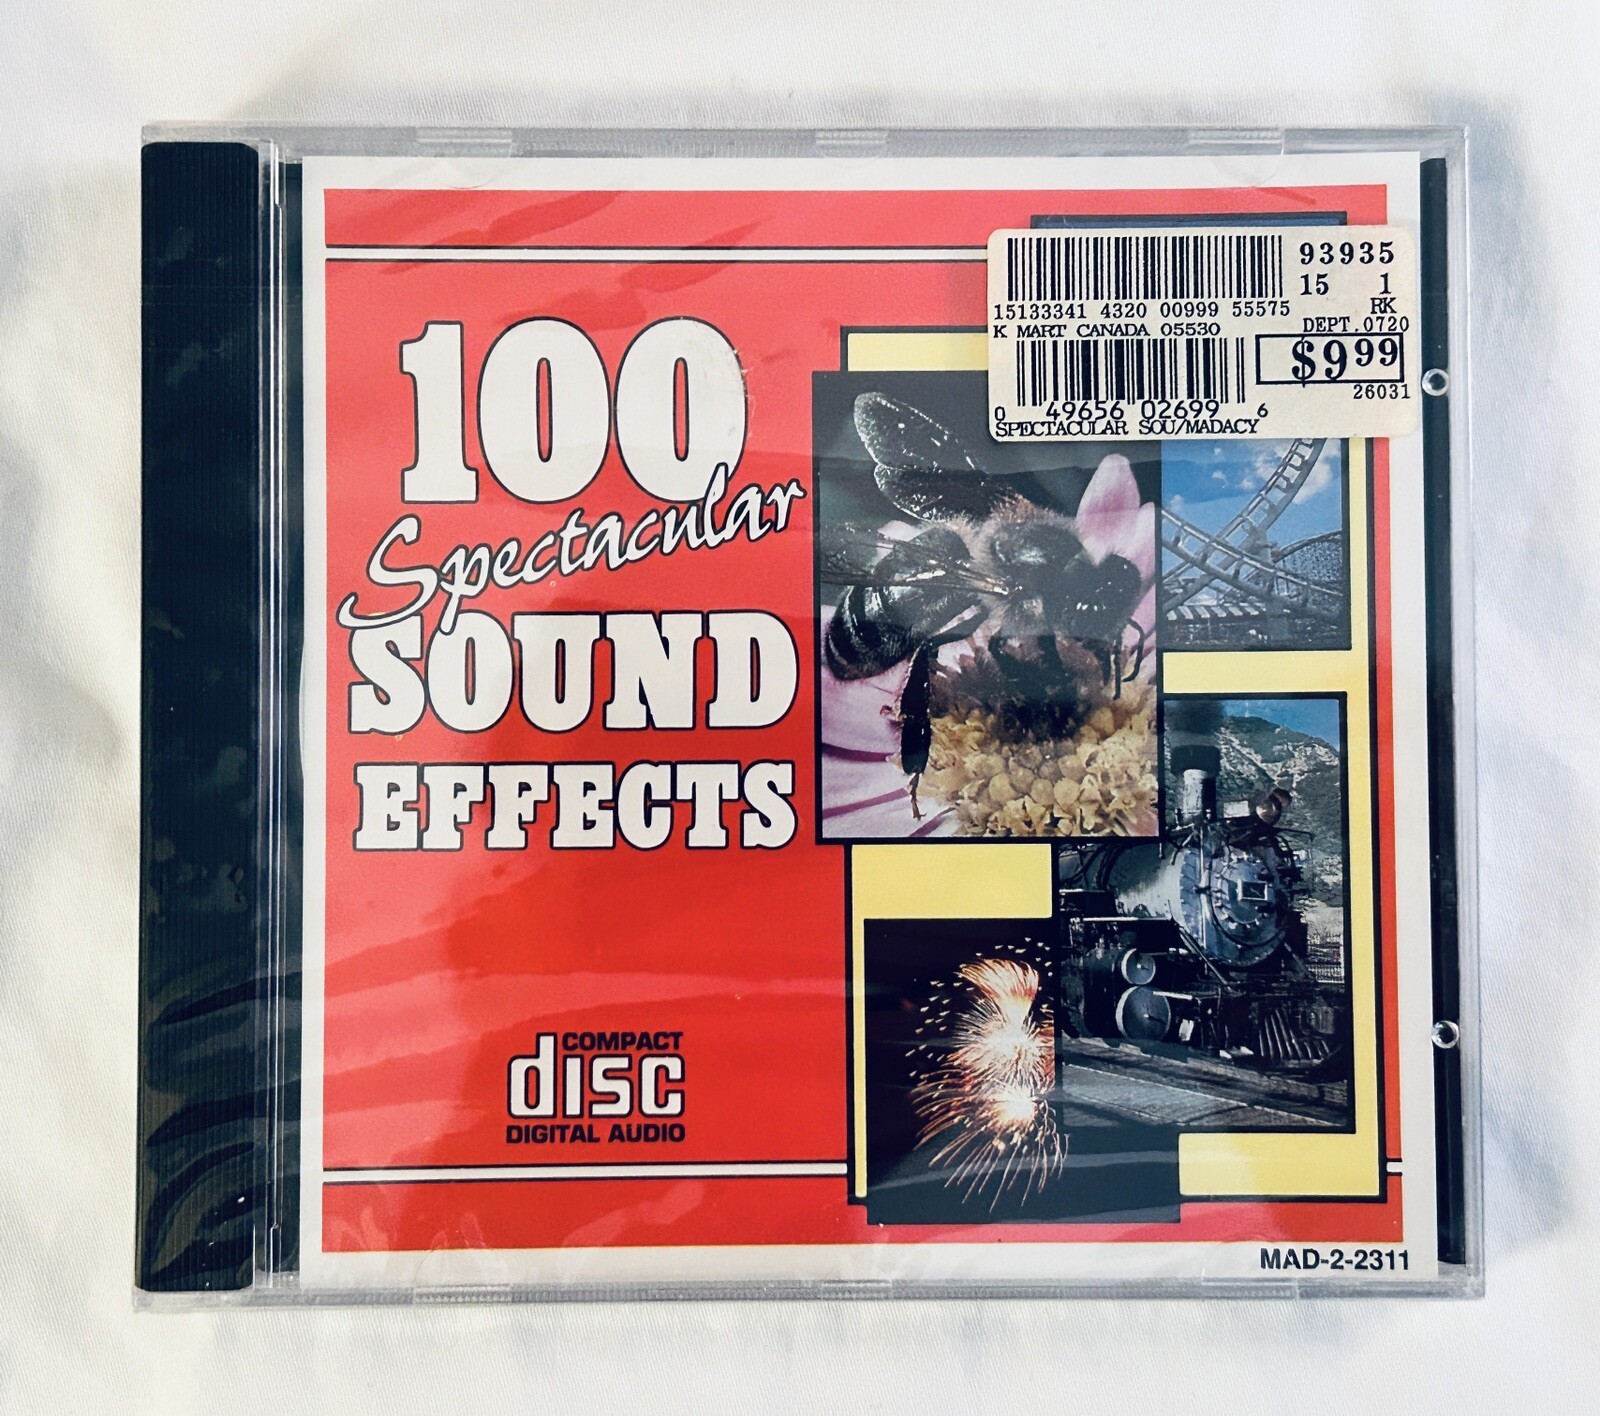 93935
15 1
15133341 4320 00999 55575 RK
K MART CANADA 05530 DEPT.0720
$9.99
26031
0 49656 02699 6
SPECTACULAR SOU/MADACY
100
Spectacular
SOUND
EFFECTS
COMPACT
disc
DIGITAL AUDIO
MAD-2-2311